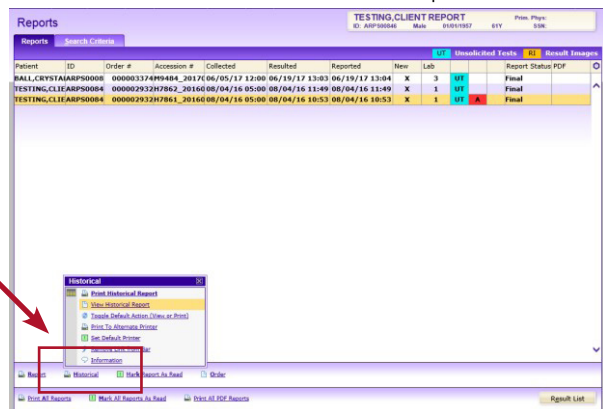 Reports
TESTING,CLIENT REPORT
ID: ARPS00846 Male 01/01/1957 61Y Prim. Phys: SSN:
Reports Search Criteria
UT Unsolicited Tests RI Result Images
Patient ID Order # Accession # Collected Resulted Reported New Lab Report Status PDF
BALL,CRYSTA ARPS0008 000003374 M9484_2017 06/05/17 12:00 06/19/17 13:03 06/19/17 13:04 X 3 UT Final
TESTING,CLIE ARPS0084 000002932 H7862_2016 08/04/16 05:00 08/04/16 11:49 08/04/16 11:49 X 1 UT Final
TESTING,CLIE ARPS0084 000002932 H7861_2016 08/04/16 05:00 08/04/16 10:53 08/04/16 10:53 X 1 UT A Final
Historical
Print Historical Report
View Historical Report
Toggle Default Action (View or Print)
Print To Alternate Printer
Set Default Printer
Information
Report Historical Mark Report As Read Order
Print All Reports Mark All Reports As Read Print All PDF Reports Result List